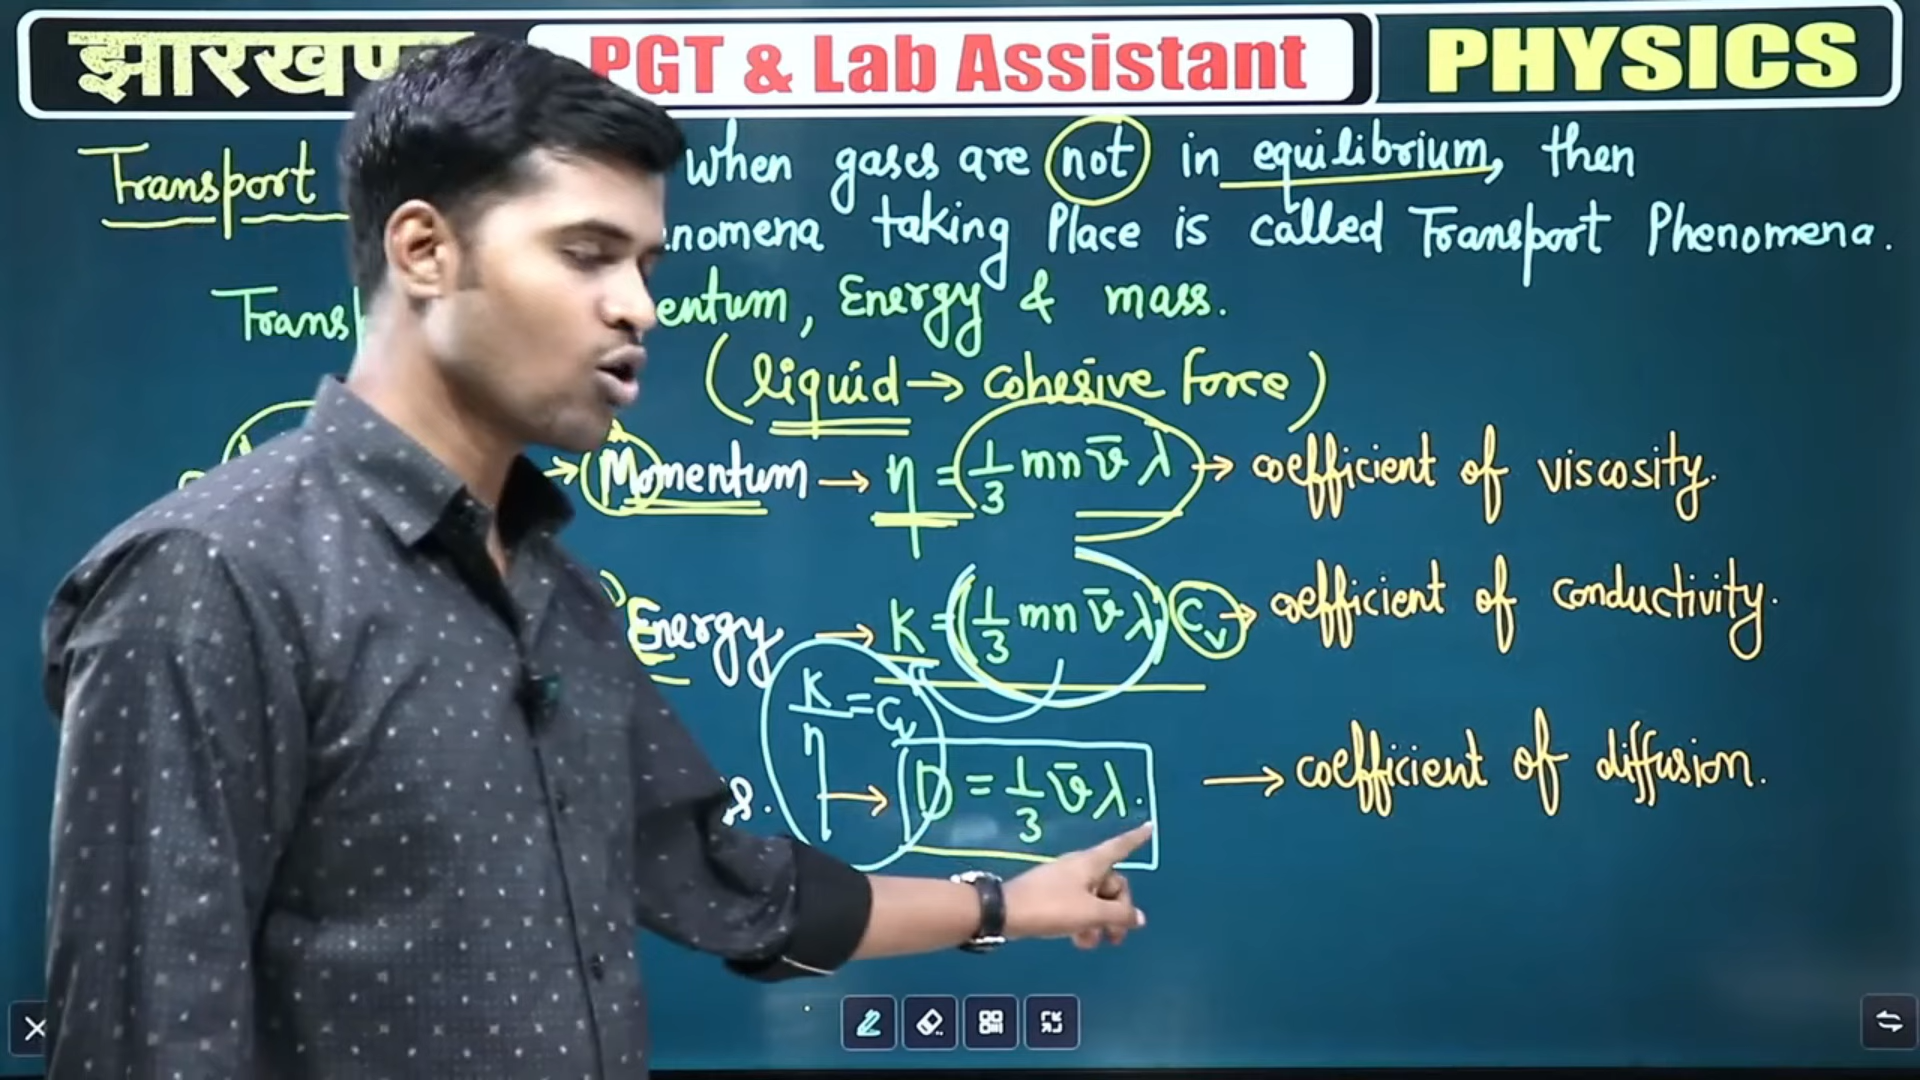 झारखण PGT & Lab Assistant PHYSICS
Transport When gases are not in equilibrium, then
nomena taking Place is called Transport Phenomena.
Trans entum, Energy & mass.
(liquid → cohesive force)
→ Momentum → η = 1/3 mn v̄ λ → coefficient of viscosity.
Energy → K = (1/3 mn v̄ λ) Cv → coefficient of conductivity.
K/η = Cv
s. → D = 1/3 v̄ λ. → coefficient of diffusion.